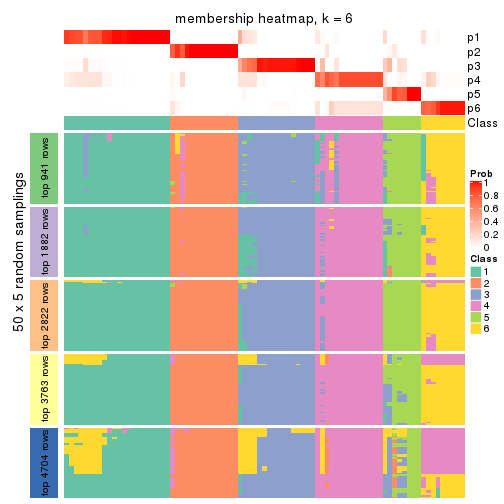 membership heatmap, k = 6
p1
p2
p3
p4
p5
p6
Class
50 x 5 random samplings
top 941 rows
top 1882 rows
top 2822 rows
top 3763 rows
top 4704 rows
Prob
1
0.8
0.6
0.4
0.2
0
Class
1
2
3
4
5
6